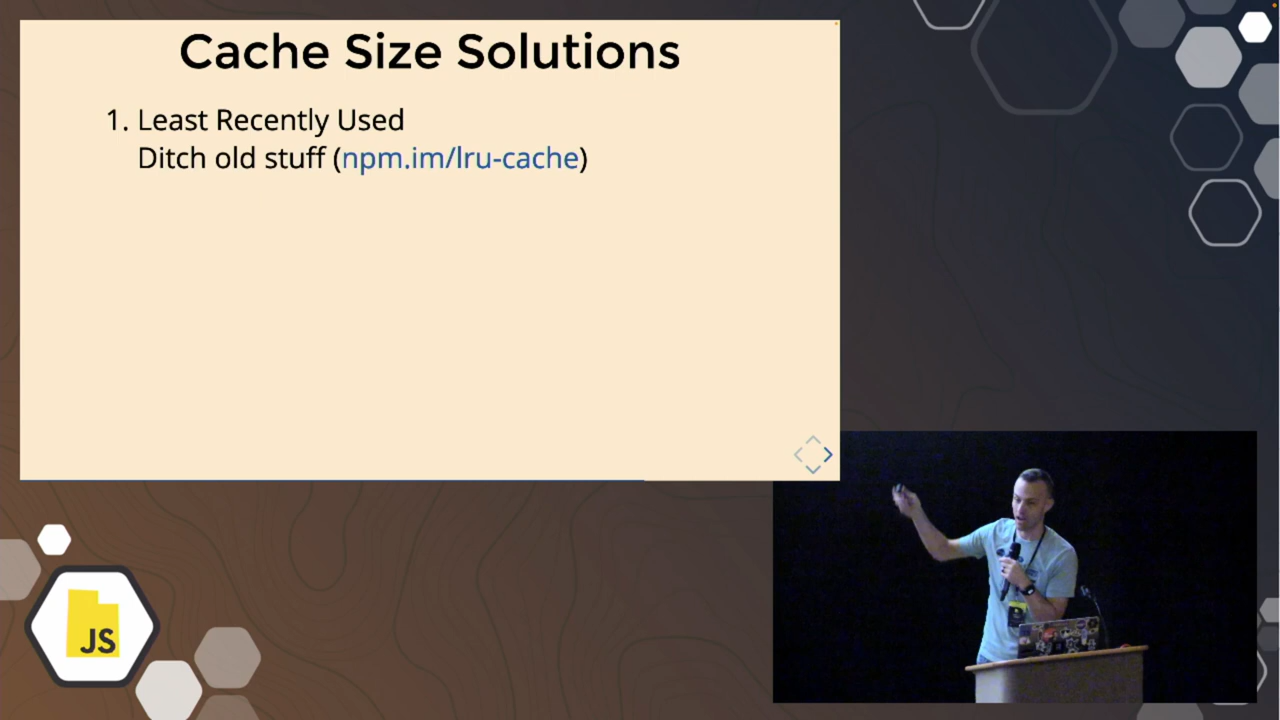 Cache Size Solutions
1. Least Recently Used
Ditch old stuff (npm.im/lru-cache)
JS